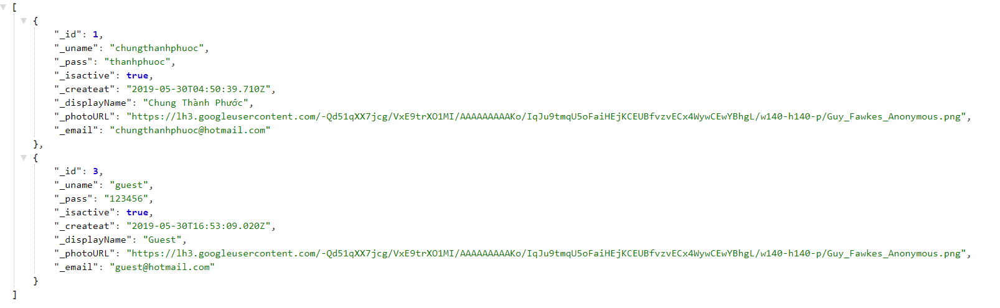 [
{
"_id": 1,
"_uname": "chungthanhphuoc",
"_pass": "thanhphuoc",
"_isactive": true,
"_createat": "2019-05-30T04:50:39.710Z",
"_displayName": "Chung Thành Phước",
"_photoURL": "https://lh3.googleusercontent.com/-Qd51qXX7jcg/VxE9trXO1MI/AAAAAAAAAKo/IqJu9tmqU5oFaiHEjKCEUBfvzvECx4WywCEwYBhgL/w140-h140-p/Guy_Fawkes_Anonymous.png",
"_email": "chungthanhphuoc@hotmail.com"
},
{
"_id": 3,
"_uname": "guest",
"_pass": "123456",
"_isactive": true,
"_createat": "2019-05-30T16:53:09.020Z",
"_displayName": "Guest",
"_photoURL": "https://lh3.googleusercontent.com/-Qd51qXX7jcg/VxE9trXO1MI/AAAAAAAAAKo/IqJu9tmqU5oFaiHEjKCEUBfvzvECx4WywCEwYBhgL/w140-h140-p/Guy_Fawkes_Anonymous.png",
"_email": "guest@hotmail.com"
}
]